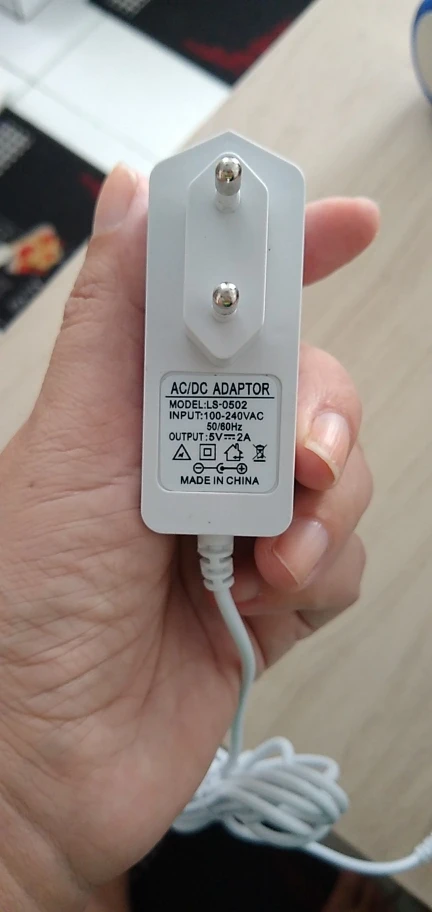 AC/DC ADAPTOR
MODEL:LS-0502
INPUT:100-240VAC
50/60Hz
OUTPUT:5V⎓2A
MADE IN CHINA